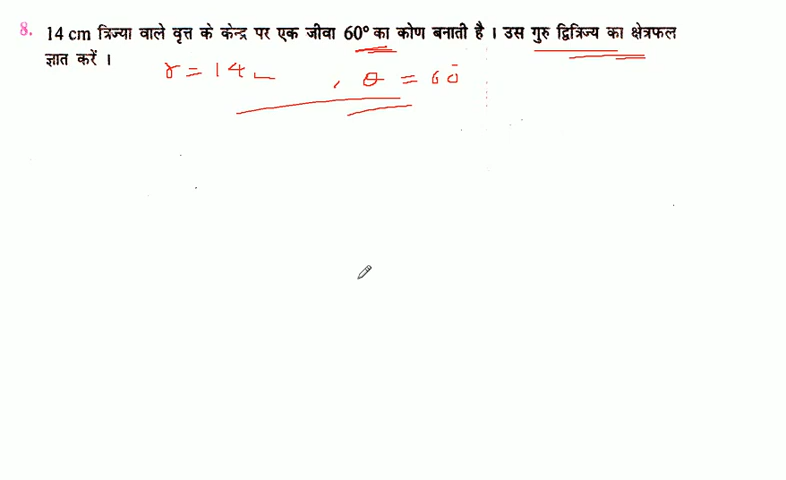 8. 14 cm त्रिज्या वाले वृत्त के केन्द्र पर एक जीवा 60° का कोण बनाती है । उस गुरु द्वित्रिज्य का क्षेत्रफल
ज्ञात करें ।
r = 14 , θ = 60°